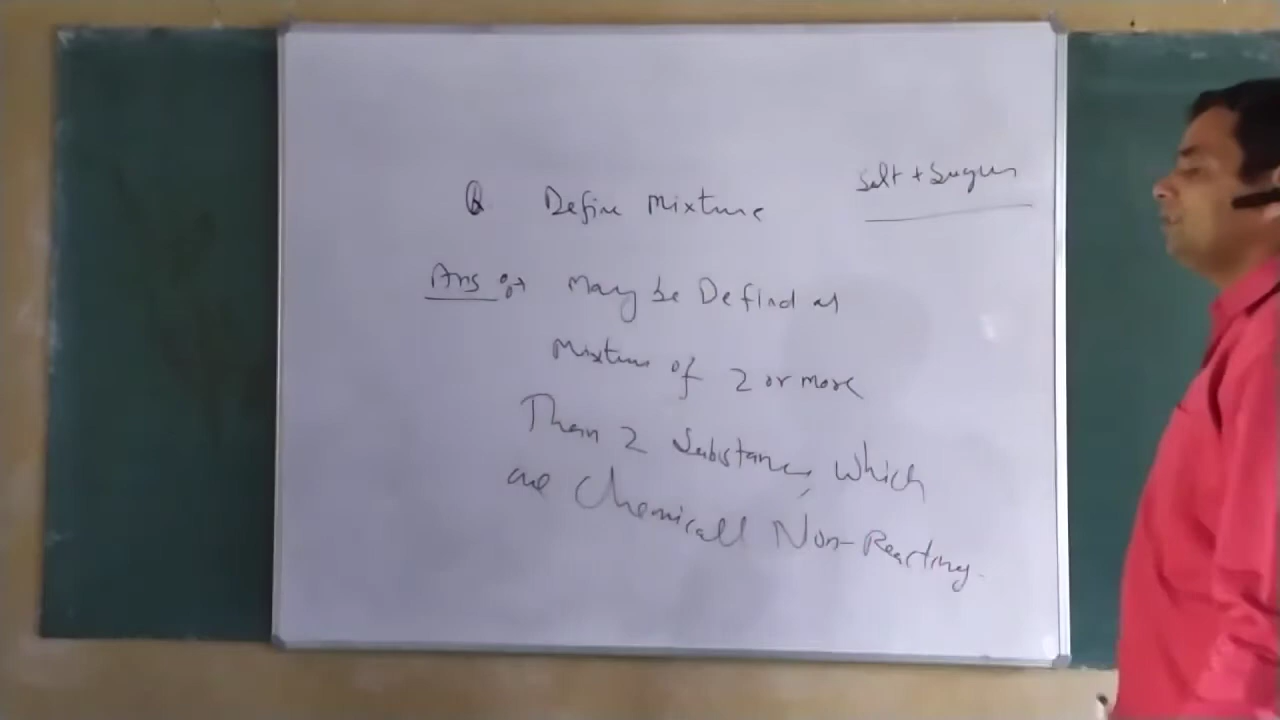 Q Define Mixture
Salt + Sugar
Ans :→ May be Defind as
Mixture of 2 or more
Than 2 Substance, which
are Chemicall Non-Reacting.